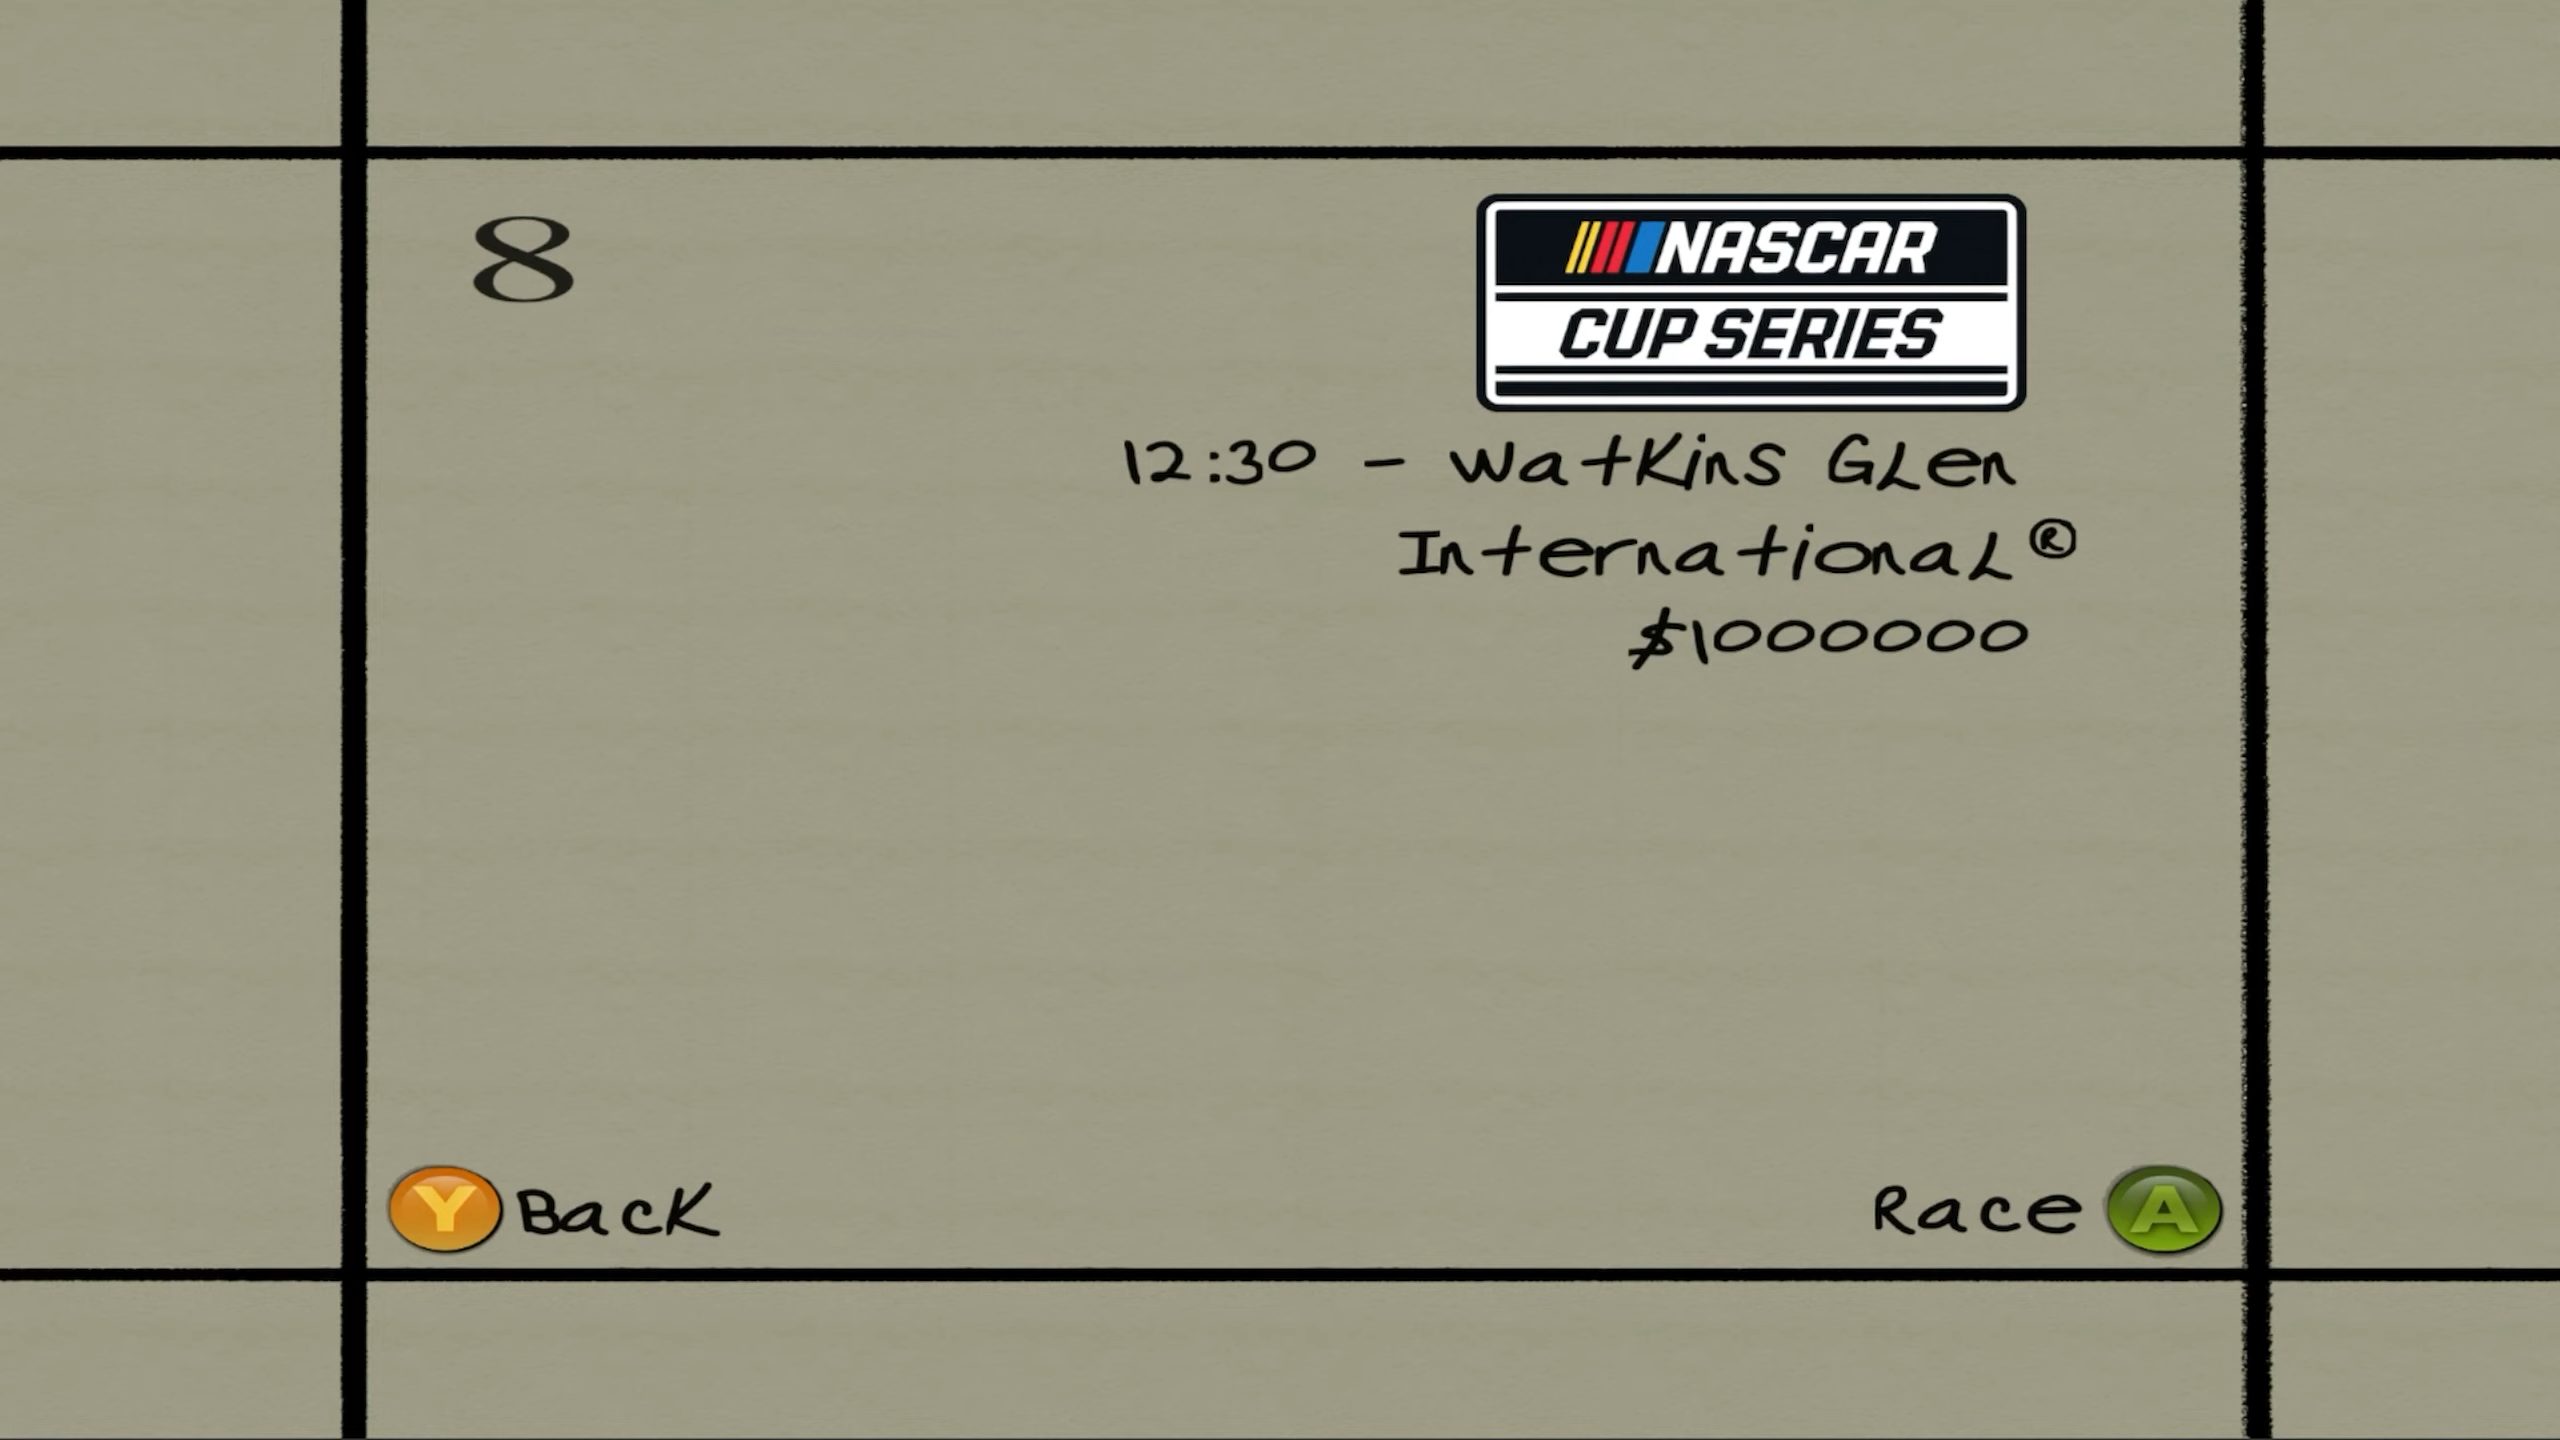 8
NASCAR
CUP SERIES
12:30 - Watkins Glen
International®
$1000000
Y Back
Race A